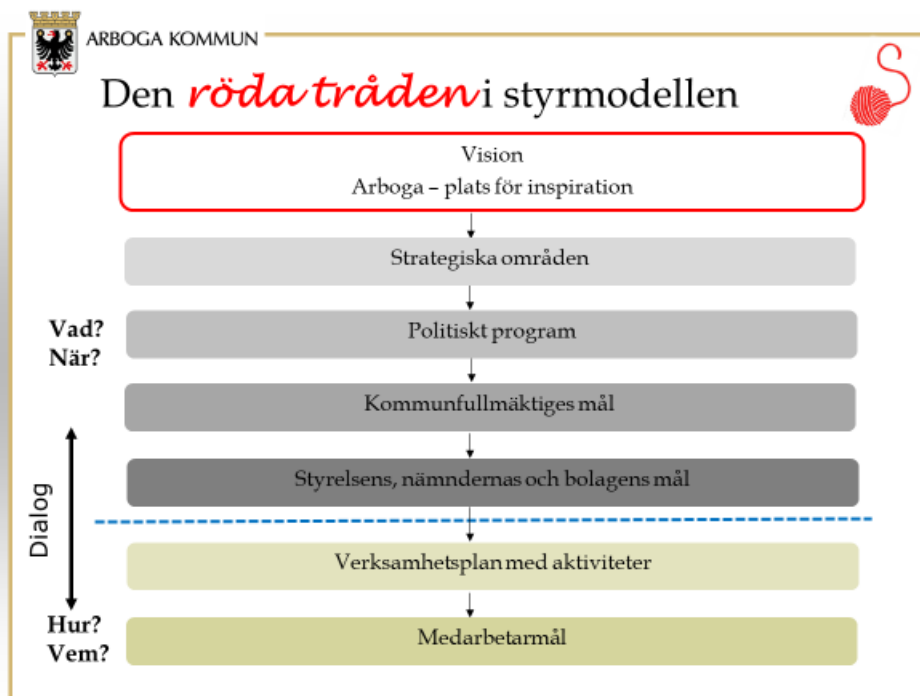 ARBOGA KOMMUN
Den röda tråden i styrmodellen
Vision
Arboga – plats för inspiration
Strategiska områden
Vad?
När?
Politiskt program
Kommunfullmäktiges mål
Styrelsens, nämndernas och bolagens mål
Dialog
Verksamhetsplan med aktiviteter
Hur?
Vem?
Medarbetarmål